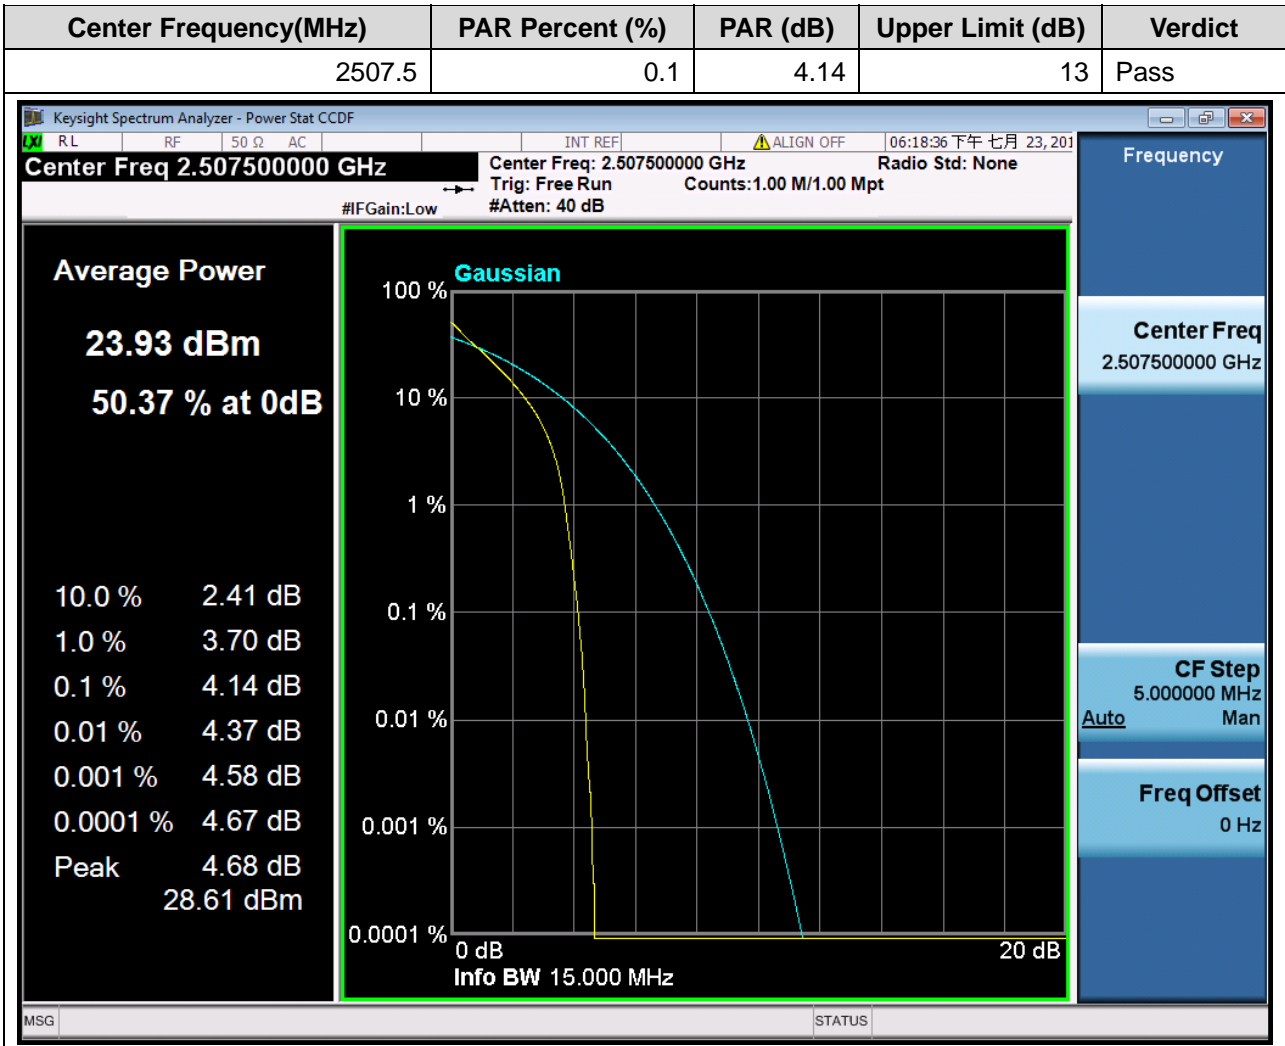 Center Frequency(MHz) PAR Percent (%) PAR (dB) Upper Limit (dB) Verdict
2507.5 0.1 4.14 13 Pass
Keysight Spectrum Analyzer - Power Stat CCDF
LXI RL RF 50 Ω AC INT REF ALIGN OFF 06:18:36 下午 七月 23, 201
Center Freq 2.507500000 GHz
Center Freq: 2.507500000 GHz Radio Std: None
Trig: Free Run Counts:1.00 M/1.00 Mpt
#IFGain:Low #Atten: 40 dB
Average Power
23.93 dBm
50.37 % at 0dB
10.0 % 2.41 dB
1.0 % 3.70 dB
0.1 % 4.14 dB
0.01 % 4.37 dB
0.001 % 4.58 dB
0.0001 % 4.67 dB
Peak 4.68 dB
28.61 dBm
Gaussian
100 %
10 %
1 %
0.1 %
0.01 %
0.001 %
0.0001 %
0 dB 20 dB
Info BW 15.000 MHz
Frequency
Center Freq
2.507500000 GHz
CF Step
5.000000 MHz
Auto Man
Freq Offset
0 Hz
MSG STATUS